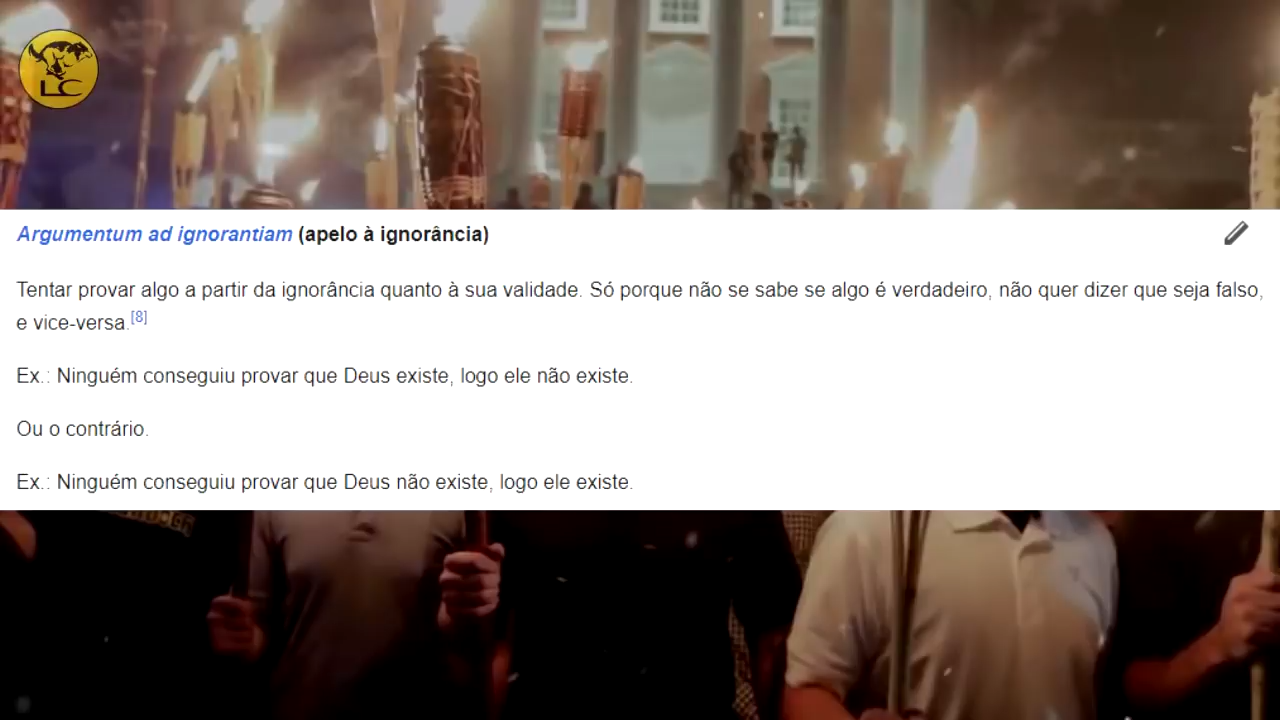 LC
Argumentum ad ignorantiam (apelo à ignorância)
Tentar provar algo a partir da ignorância quanto à sua validade. Só porque não se sabe se algo é verdadeiro, não quer dizer que seja falso,
e vice-versa.[8]
Ex.: Ninguém conseguiu provar que Deus existe, logo ele não existe.
Ou o contrário.
Ex.: Ninguém conseguiu provar que Deus não existe, logo ele existe.